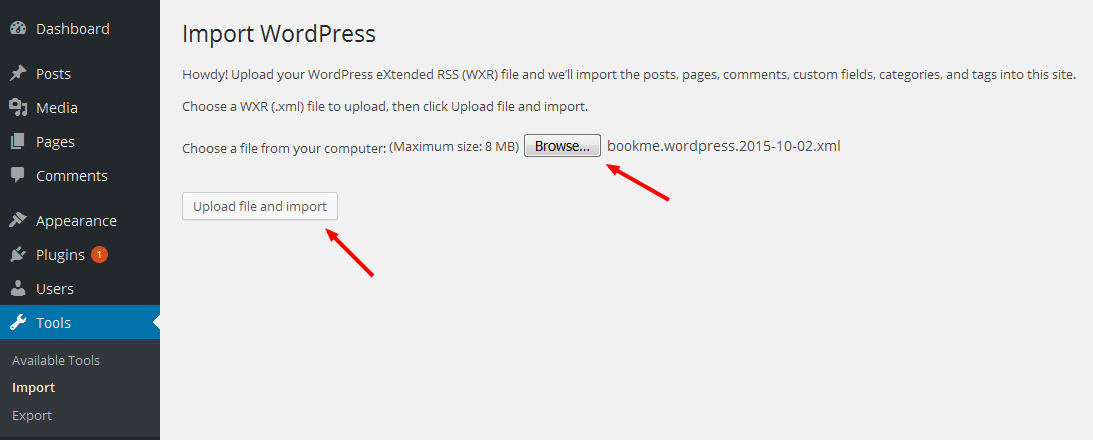 Dashboard
Posts
Media
Pages
Comments
Appearance
Plugins 1
Users
Tools
Available Tools
Import
Export
Import WordPress
Howdy! Upload your WordPress eXtended RSS (WXR) file and we'll import the posts, pages, comments, custom fields, categories, and tags into this site.
Choose a WXR (.xml) file to upload, then click Upload file and import.
Choose a file from your computer: (Maximum size: 8 MB) Browse... bookme.wordpress.2015-10-02.xml
Upload file and import